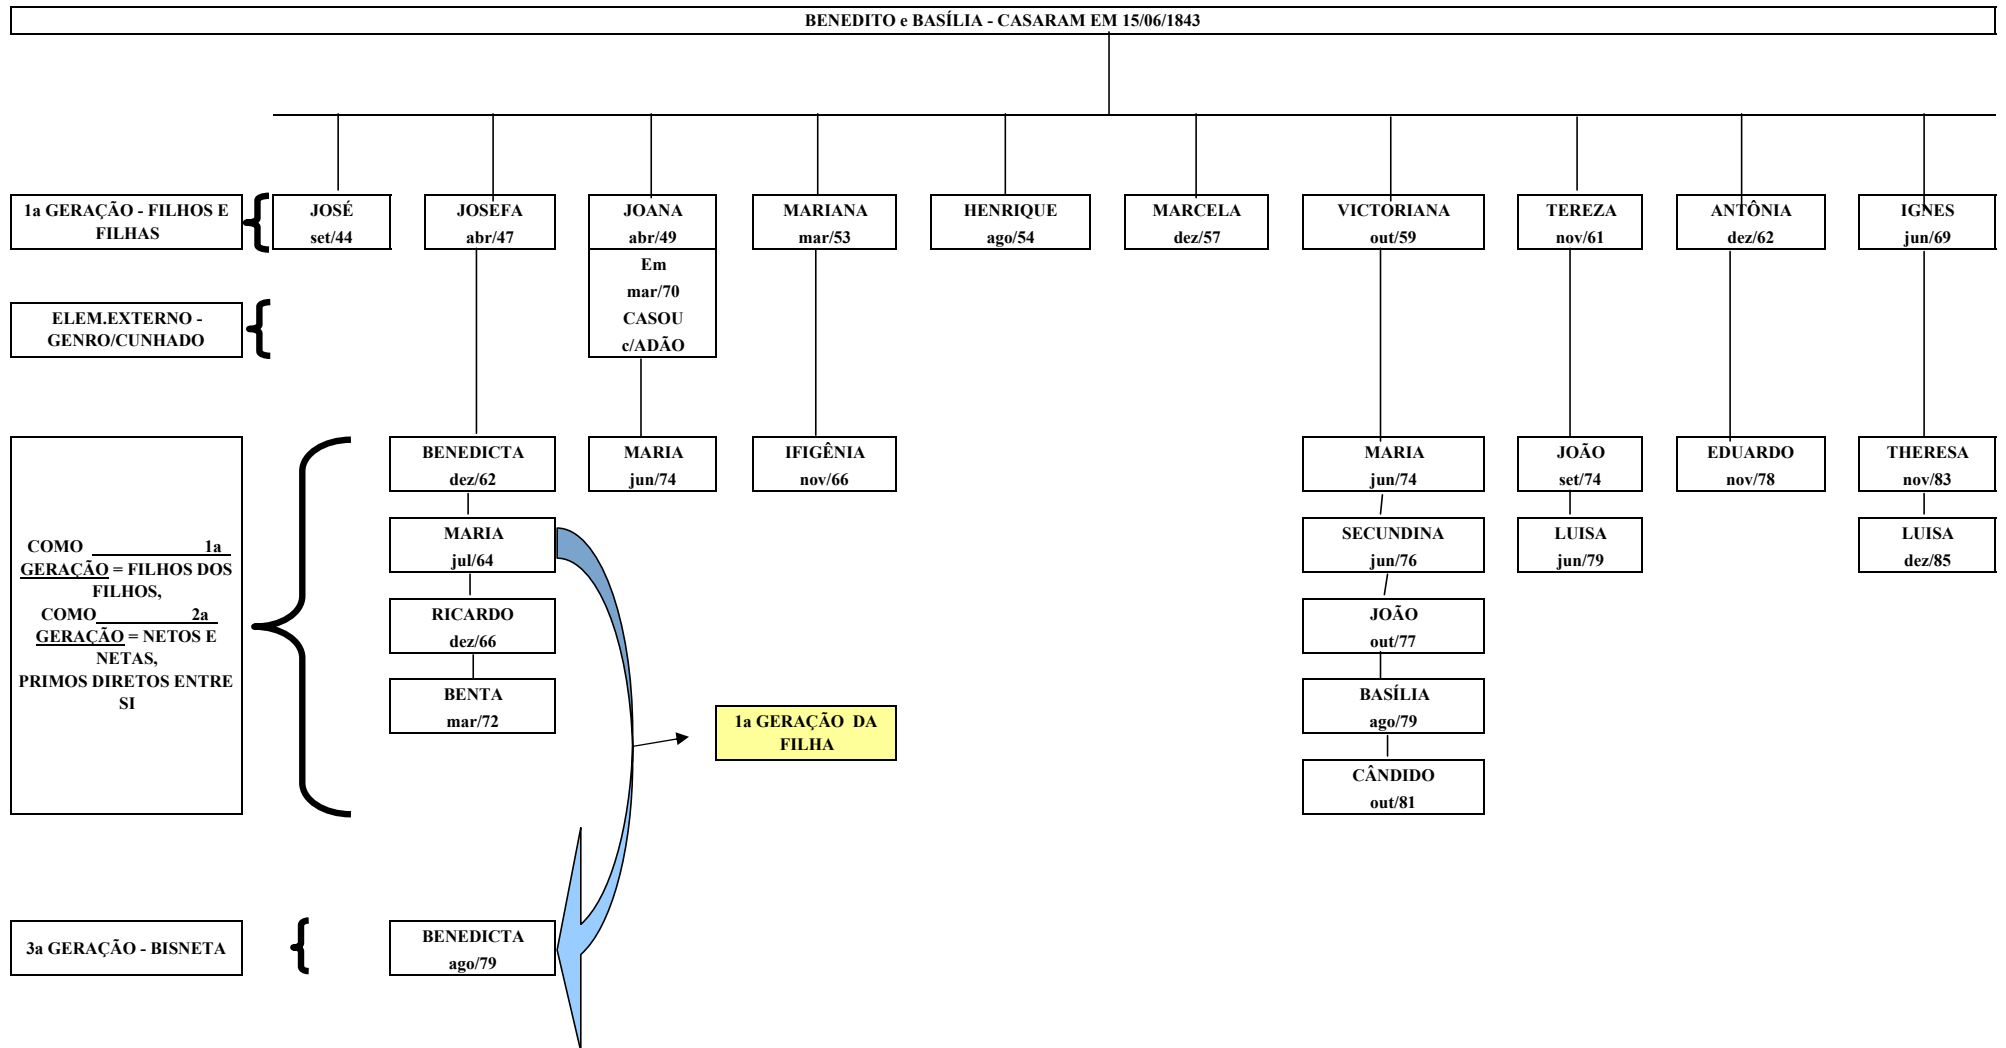 BENEDITO e BASÍLIA - CASARAM EM 15/06/1843
1a GERAÇÃO - FILHOS E
FILHAS
JOSÉ
set/44
JOSEFA
abr/47
JOANA
abr/49
MARIANA
mar/53
HENRIQUE
ago/54
MARCELA
dez/57
VICTORIANA
out/59
TEREZA
nov/61
ANTÔNIA
dez/62
IGNES
jun/69
ELEM.EXTERNO -
GENRO/CUNHADO
Em
mar/70
CASOU
c/ADÃO
COMO 1a
GERAÇÃO = FILHOS DOS
FILHOS,
COMO 2a
GERAÇÃO = NETOS E
NETAS,
PRIMOS DIRETOS ENTRE
SI
BENEDICTA
dez/62
MARIA
jul/64
RICARDO
dez/66
BENTA
mar/72
MARIA
jun/74
IFIGÊNIA
nov/66
1a GERAÇÃO DA
FILHA
MARIA
jun/74
SECUNDINA
jun/76
JOÃO
out/77
BASÍLIA
ago/79
CÂNDIDO
out/81
JOÃO
set/74
LUISA
jun/79
EDUARDO
nov/78
THERESA
nov/83
LUISA
dez/85
3a GERAÇÃO - BISNETA
BENEDICTA
ago/79